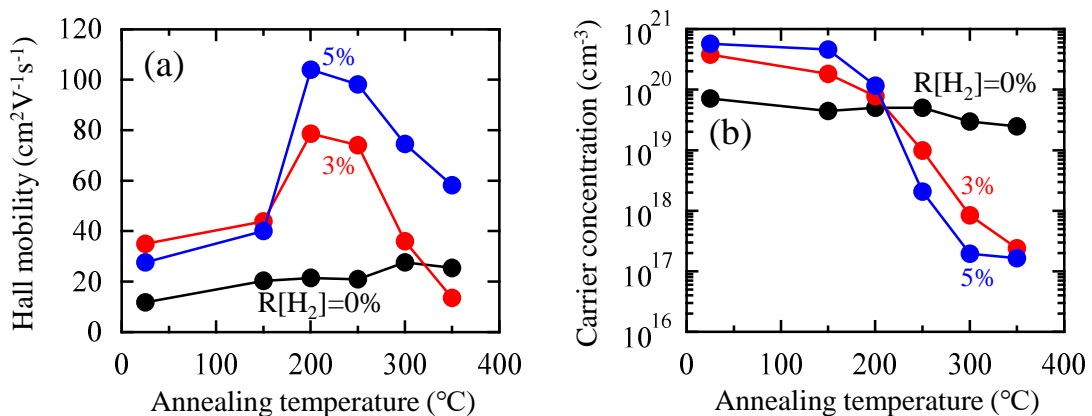 (a)
Hall mobility (cm²V⁻¹s⁻¹)
120
100
80
60
40
20
0
5%
3%
R[H₂]=0%
0 100 200 300 400
Annealing temperature (°C)
(b)
Carrier concentration (cm⁻³)
10²¹
10²⁰
10¹⁹
10¹⁸
10¹⁷
10¹⁶
R[H₂]=0%
3%
5%
0 100 200 300 400
Annealing temperature (°C)